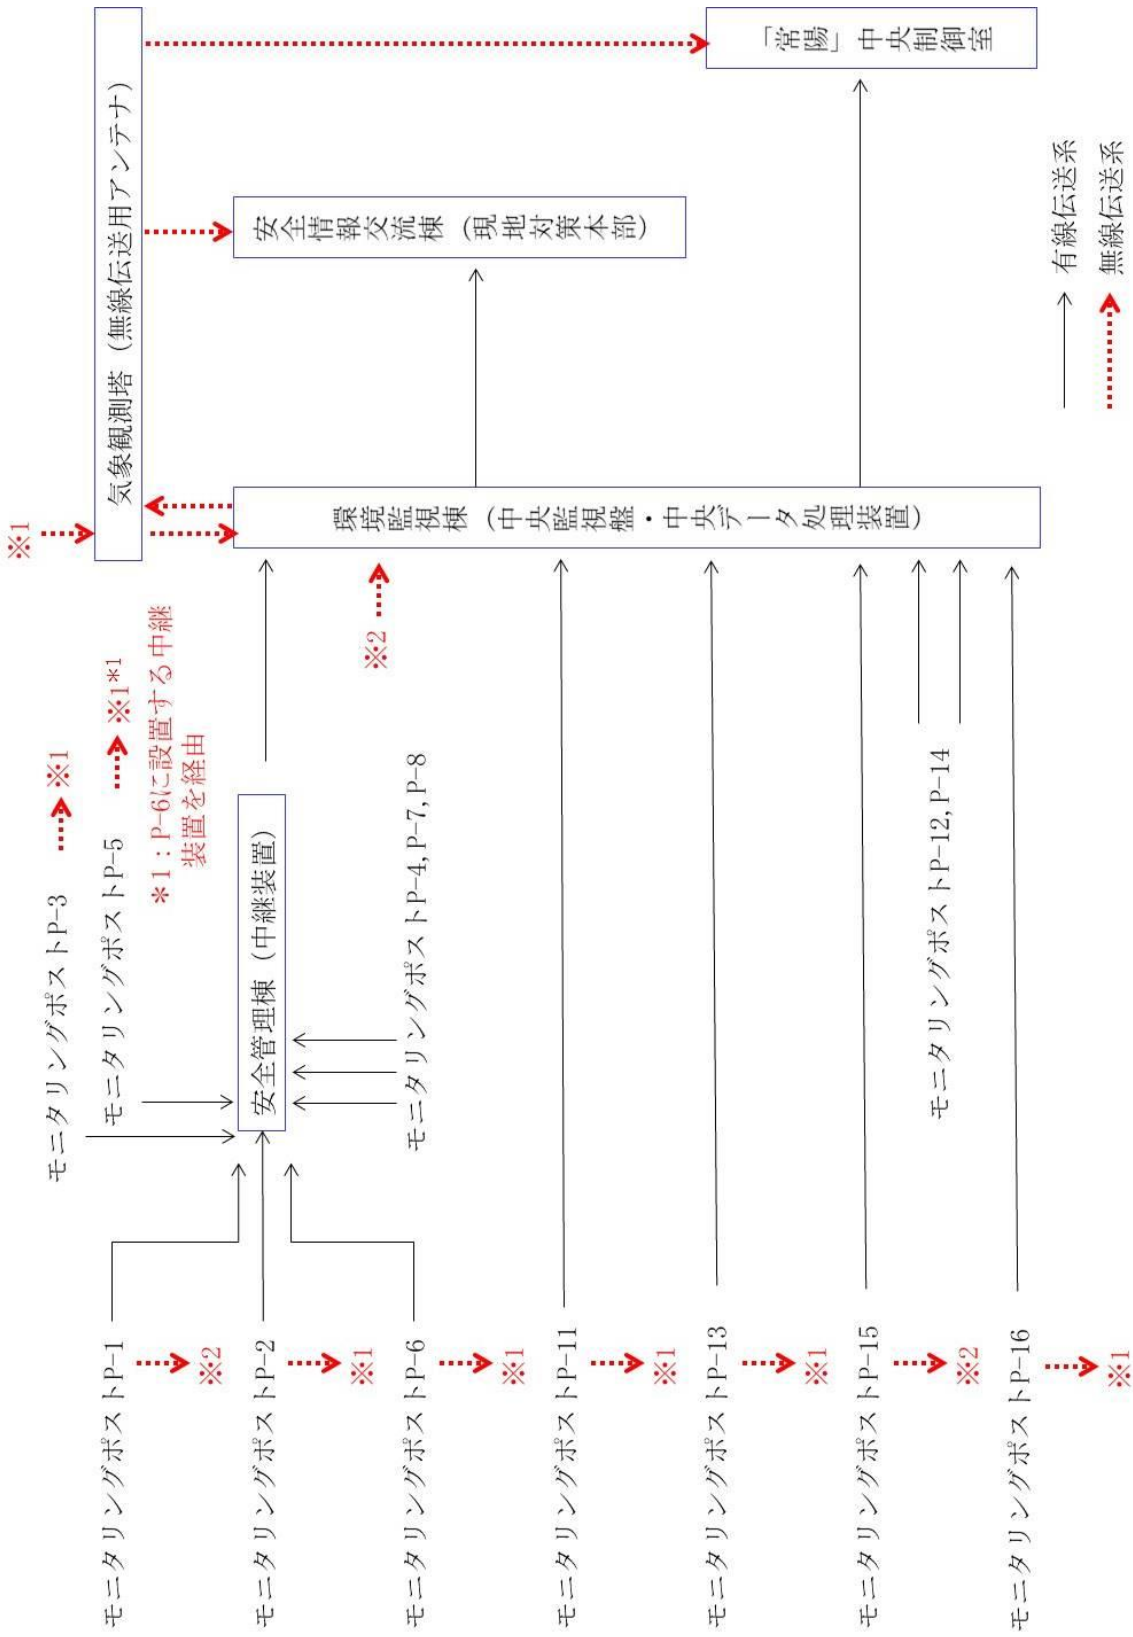 モニタリングポストP-1
※2
モニタリングポストP-2
※1
モニタリングポストP-6
※1
モニタリングポストP-11
※1
モニタリングポストP-13
※1
モニタリングポストP-15
※2
モニタリングポストP-16
※1
モニタリングポストP-3
※1
モニタリングポストP-5
※1*1
*1：P-6に設置する中継
装置を経由
安全管理棟（中継装置）
モニタリングポストP-4,P-7,P-8
モニタリングポストP-12,P-14
※1
※2
気象観測塔（無線伝送用アンテナ）
環境監視棟（中央監視盤・中央データ処理装置）
安全情報交流棟（現地対策本部）
「常陽」中央制御室
有線伝送系
無線伝送系